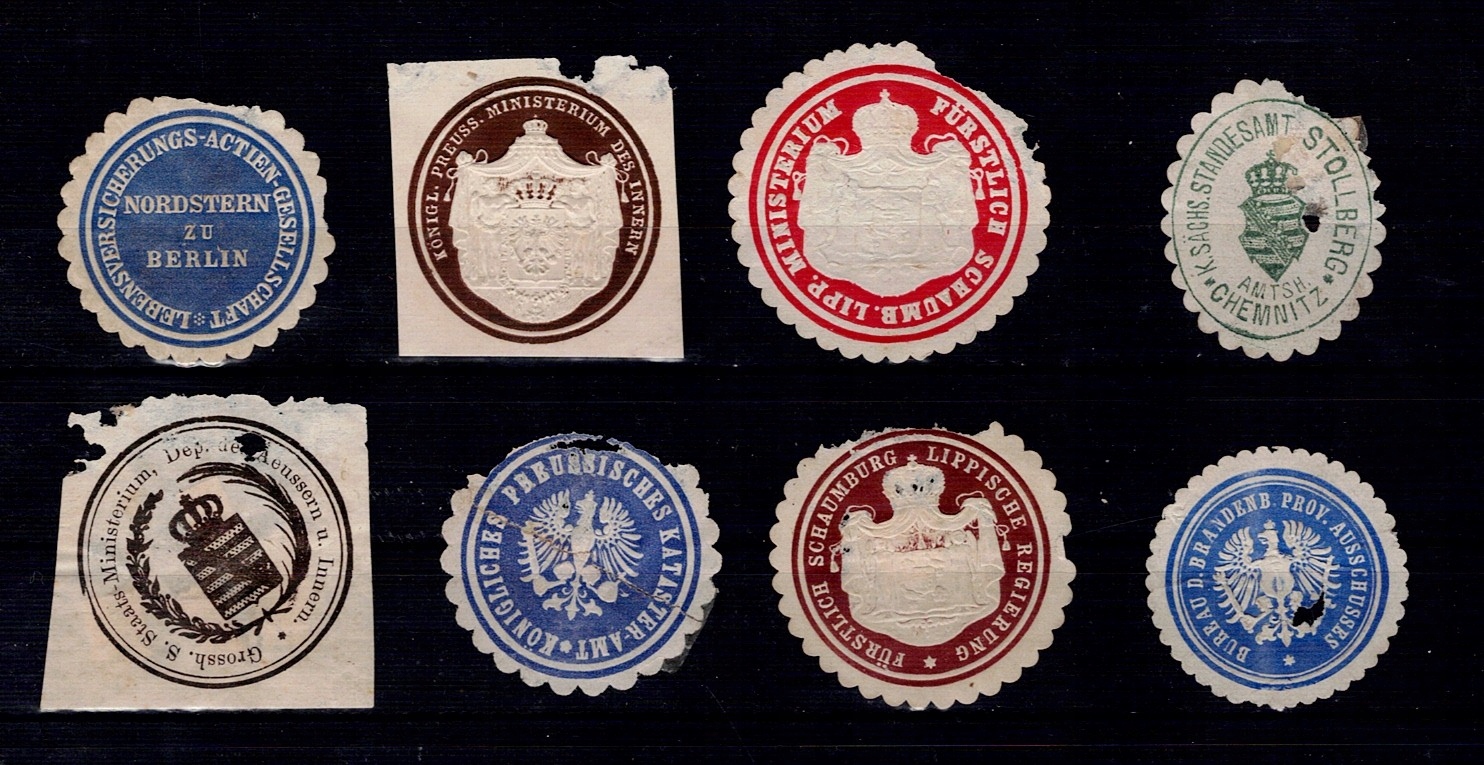 LEBENSVERSICHERUNGS-ACTIEN-GESELLSCHAFT
NORDSTERN
ZU
BERLIN
KÖNIGL. PREUSS. MINISTERIUM DES INNERN
FÜRSTLICH SCHAUMB. LIPP. MINISTERIUM
K. SÄCHS. STANDESAMT STOLLBERG
AMTSH.
CHEMNITZ
Grossh. S. Staats-Ministerium, Dep. des Aeussern u. Innern.
KÖNIGLICHES PREUSSISCHES KATASTER-AMT
FÜRSTLICH SCHAUMBURG LIPPISCHE REGIERUNG
BUREAU D. BRANDENB. PROV. AUSSCHUSSES